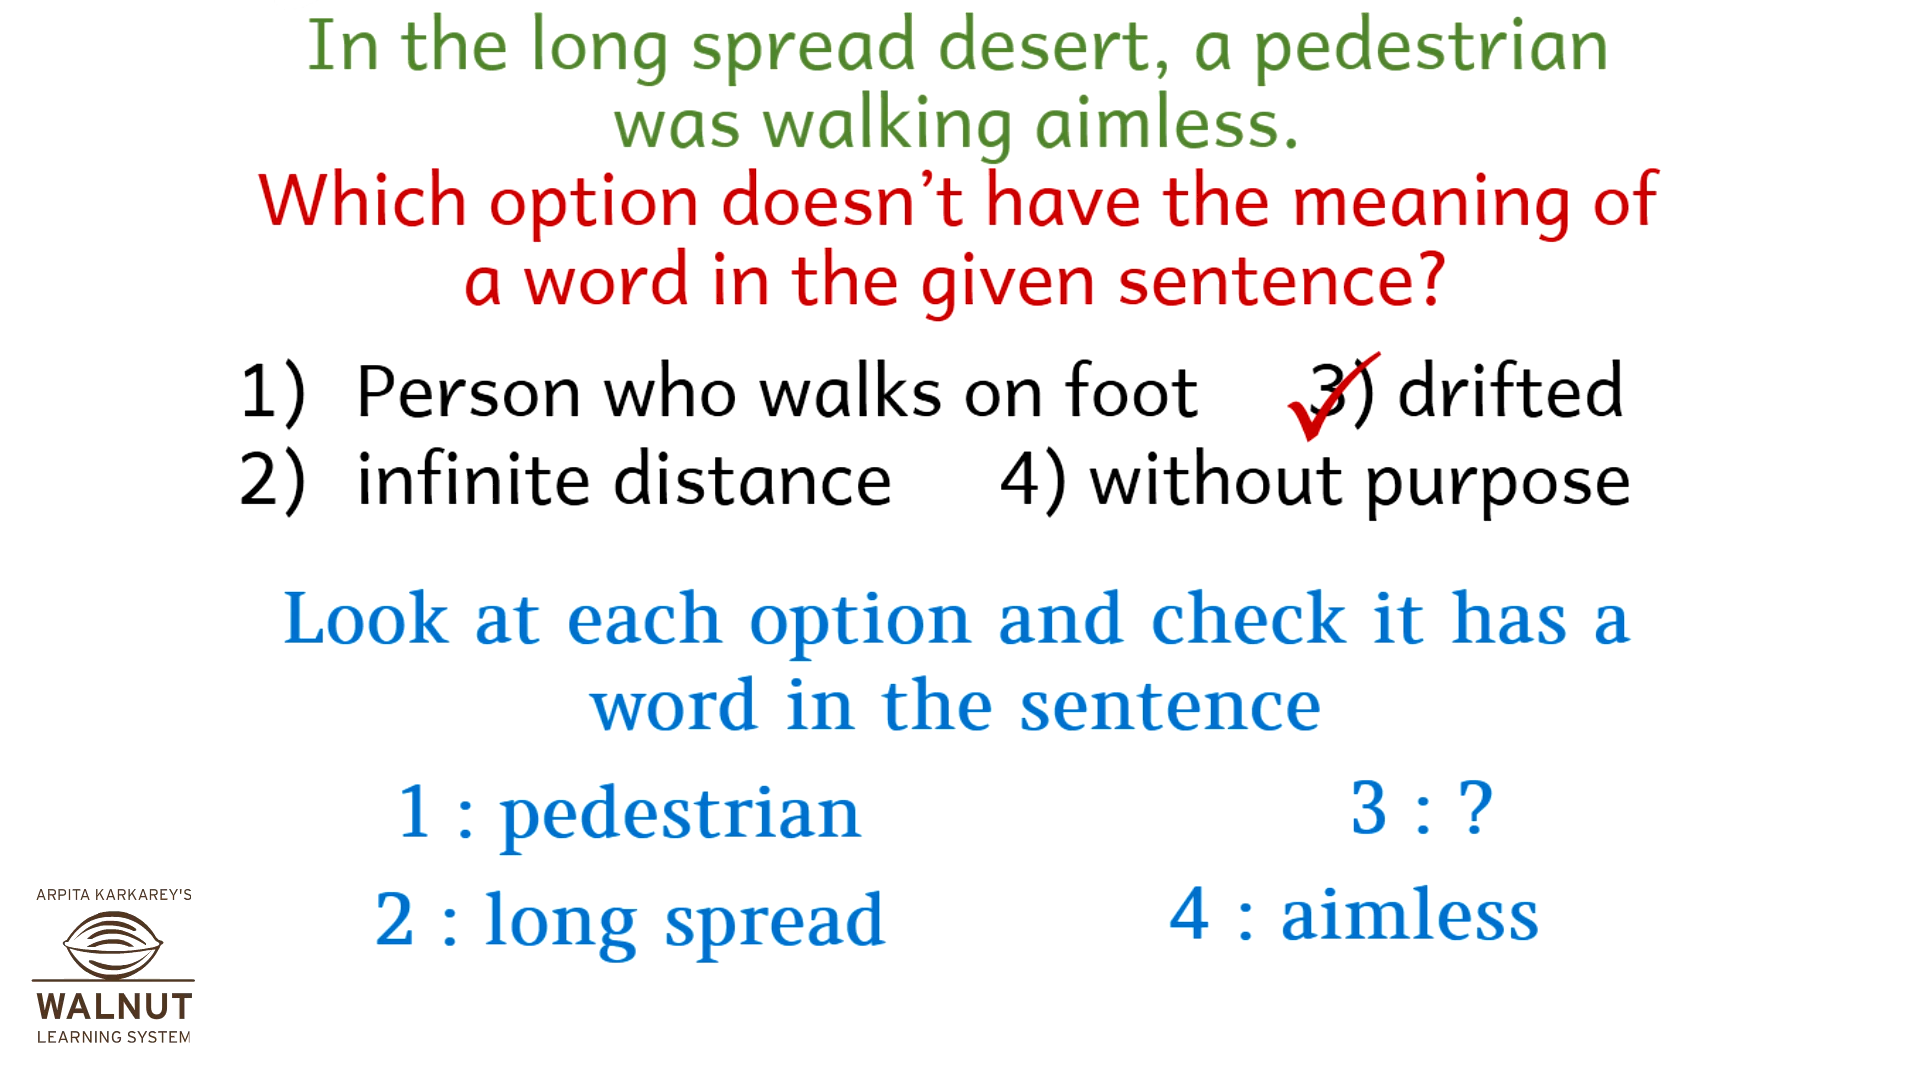 In the long spread desert, a pedestrian
was walking aimless.
Which option doesn’t have the meaning of
a word in the given sentence?
1) Person who walks on foot 3) drifted
2) infinite distance 4) without purpose
Look at each option and check it has a
word in the sentence
1 : pedestrian 3 : ?
2 : long spread 4 : aimless
ARPITA KARKAREY'S
WALNUT
LEARNING SYSTEM